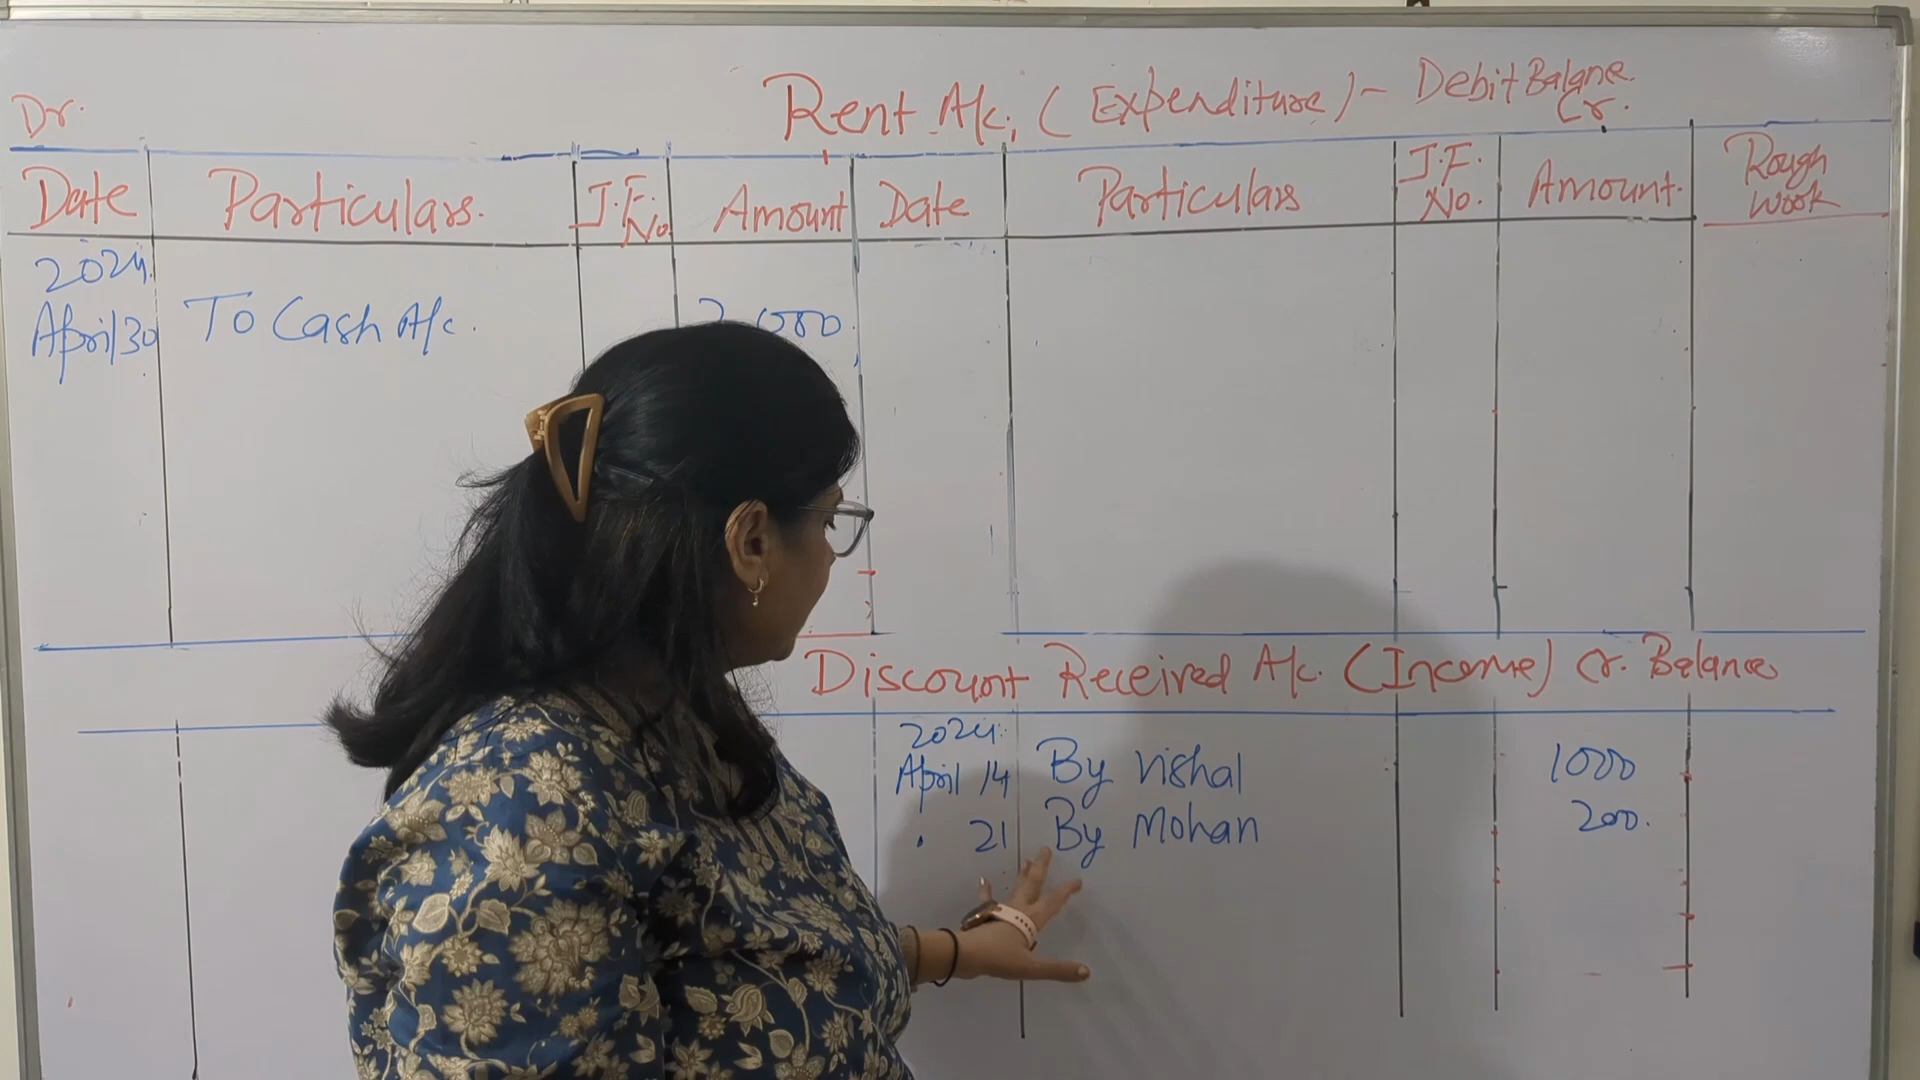 Rent A/c. (Expenditure) - Debit Balance.
Dr. Cr.
Date Particulars. J.F. No. Amount Date Particulars J.F. No. Amount. Rough work
2024.
April 30 To Cash A/c.
Discount Received A/c. (Income) Cr. Balance
2024.
April 14 By Vishal 1000
21 By Mohan 200.